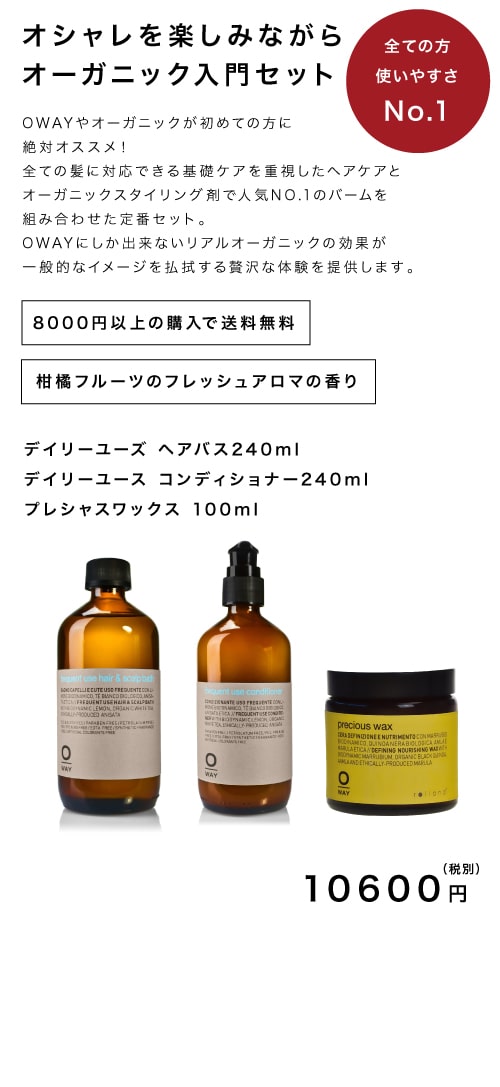 オシャレを楽しみながら
オーガニック入門セット
全ての方
使いやすさ
No.1
OWAYやオーガニックが初めての方に
絶対オススメ！
全ての髪に対応できる基礎ケアを重視したヘアケアと
オーガニックスタイリング剤で人気NO.1のバームを
組み合わせた定番セット。
OWAYにしか出来ないリアルオーガニックの効果が
一般的なイメージを払拭する贅沢な体験を提供します。
8000円以上の購入で送料無料
柑橘フルーツのフレッシュアロマの香り
デイリーユーズ ヘアバス240ml
デイリーユース コンディショナー240ml
プレシャスワックス 100ml
frequent use hair & scalp bath
O
WAY
frequent use conditioner
O
WAY
precious wax
CERA DEFINIZIONE E NUTRIMENTO CON MARRUBIO
DEFINING NOURISHING WAX
O
WAY
(税別)
10600円